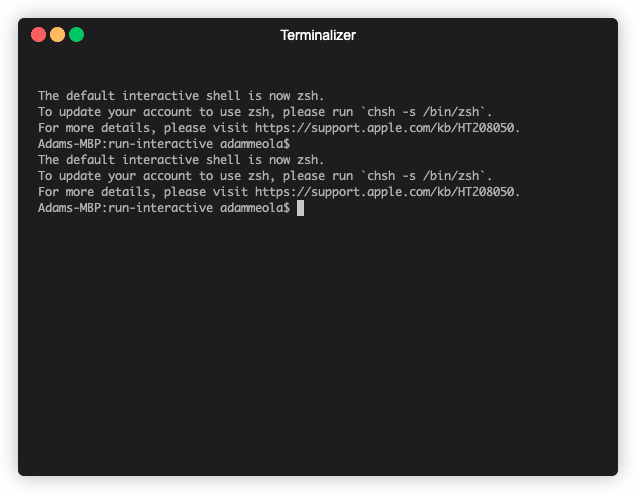 Terminalizer
The default interactive shell is now zsh.
To update your account to use zsh, please run `chsh -s /bin/zsh`.
For more details, please visit https://support.apple.com/kb/HT208050.
Adams-MBP:run-interactive adammeola$
The default interactive shell is now zsh.
To update your account to use zsh, please run `chsh -s /bin/zsh`.
For more details, please visit https://support.apple.com/kb/HT208050.
Adams-MBP:run-interactive adammeola$